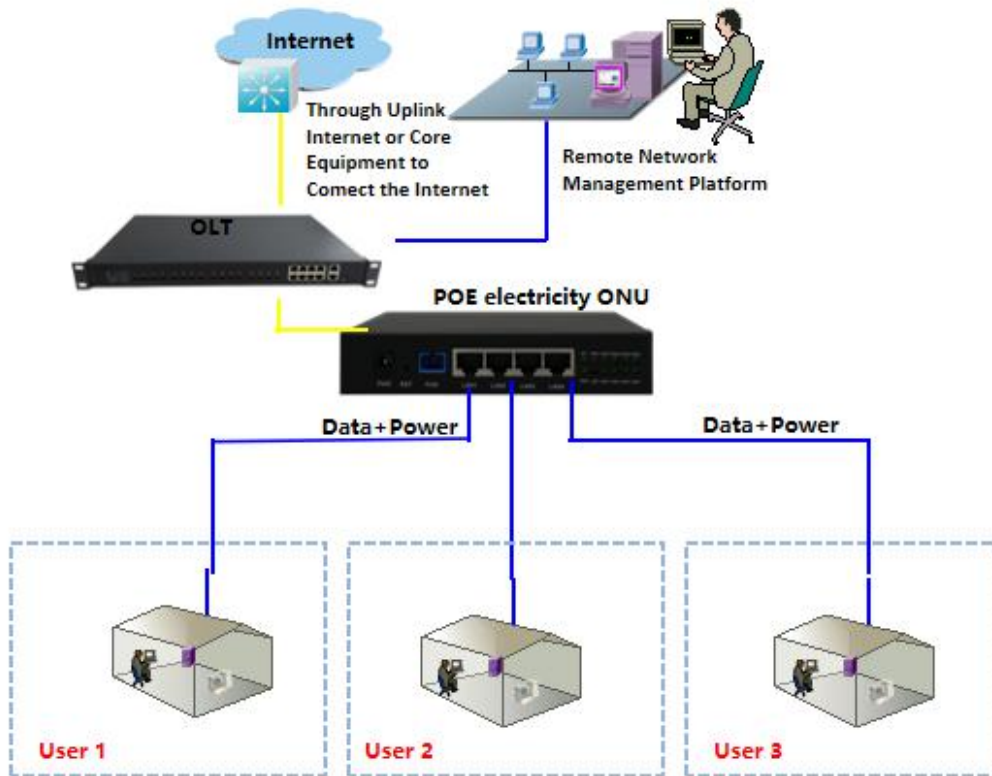 Internet
Through Uplink
Internet or Core
Equipment to
Comect the Internet
Remote Network
Management Platform
OLT
POE electricity ONU
Data+Power
Data+Power
User 1
User 2
User 3